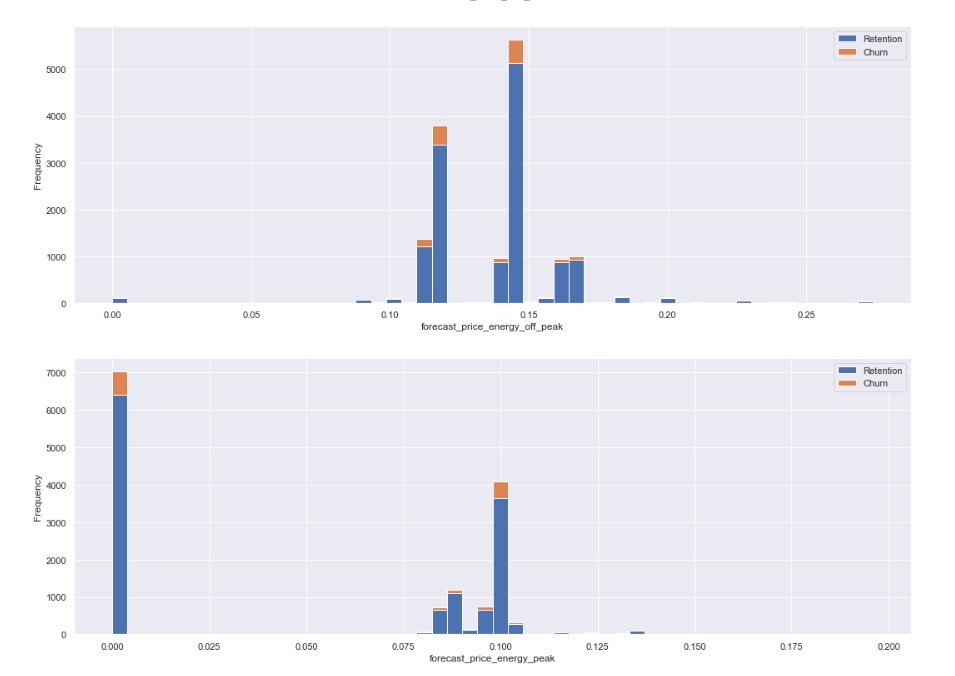 Retention
Churn
5000
4000
3000
2000
1000
0
Frequency
0.00 0.05 0.10 0.15 0.20 0.25
forecast_price_energy_off_peak
Retention
Churn
7000
6000
5000
4000
3000
2000
1000
0
Frequency
0.000 0.025 0.050 0.075 0.100 0.125 0.150 0.175 0.200
forecast_price_energy_peak